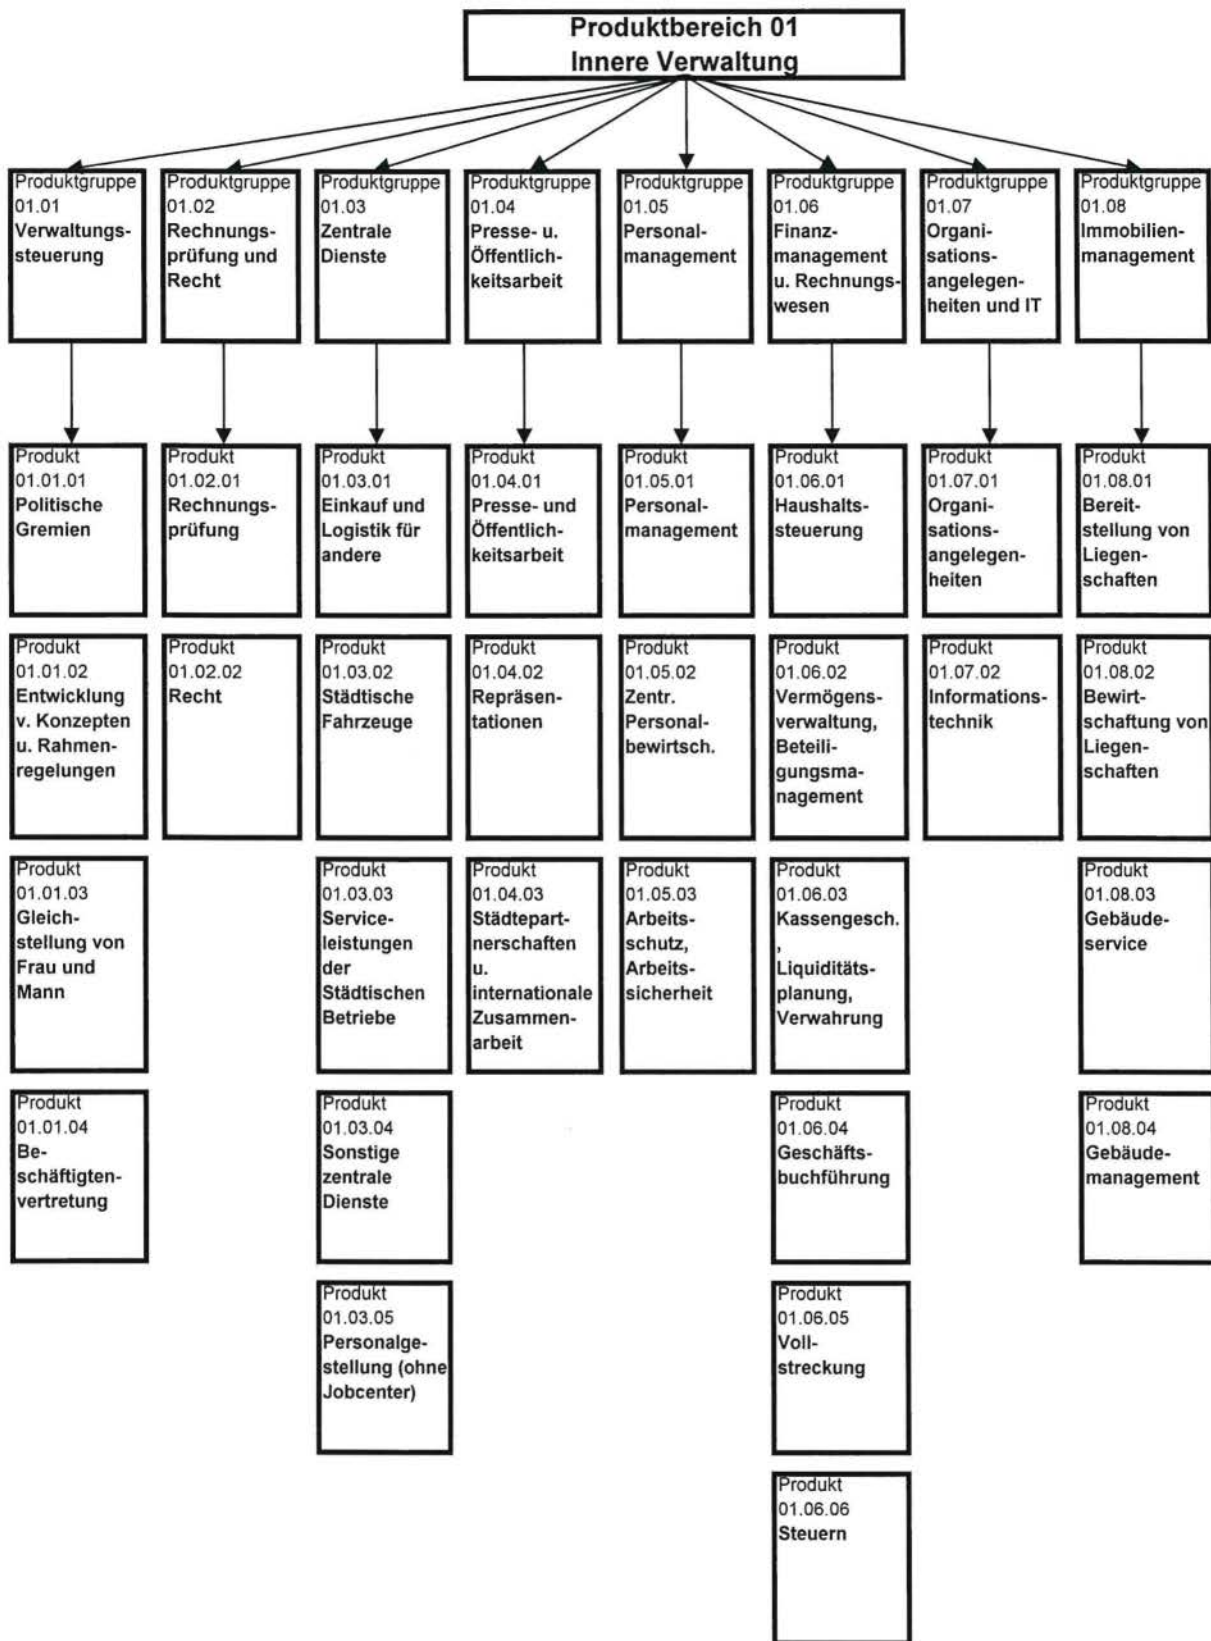 Produktbereich 01
Innere Verwaltung
Produktgruppe
01.01
Verwaltungs-
steuerung
Produktgruppe
01.02
Rechnungs-
prüfung und
Recht
Produktgruppe
01.03
Zentrale
Dienste
Produktgruppe
01.04
Presse- u.
Öffentlich-
keitsarbeit
Produktgruppe
01.05
Personal-
management
Produktgruppe
01.06
Finanz-
management
u. Rechnungs-
wesen
Produktgruppe
01.07
Organi-
sations-
angelegen-
heiten und IT
Produktgruppe
01.08
Immobilien-
management
Produkt
01.01.01
Politische
Gremien
Produkt
01.02.01
Rechnungs-
prüfung
Produkt
01.03.01
Einkauf und
Logistik für
andere
Produkt
01.04.01
Presse- und
Öffentlich-
keitsarbeit
Produkt
01.05.01
Personal-
management
Produkt
01.06.01
Haushalts-
steuerung
Produkt
01.07.01
Organi-
sations-
angelegen-
heiten
Produkt
01.08.01
Bereit-
stellung von
Liegen-
schaften
Produkt
01.01.02
Entwicklung
v. Konzepten
u. Rahmen-
regelungen
Produkt
01.02.02
Recht
Produkt
01.03.02
Städtische
Fahrzeuge
Produkt
01.04.02
Repräsen-
tationen
Produkt
01.05.02
Zentr.
Personal-
bewirtsch.
Produkt
01.06.02
Vermögens-
verwaltung,
Beteili-
gungsma-
nagement
Produkt
01.07.02
Informations-
technik
Produkt
01.08.02
Bewirt-
schaftung von
Liegen-
schaften
Produkt
01.01.03
Gleich-
stellung von
Frau und
Mann
Produkt
01.03.03
Service-
leistungen
der
Städtischen
Betriebe
Produkt
01.04.03
Städtepart-
nerschaften
u.
internationale
Zusammen-
arbeit
Produkt
01.05.03
Arbeits-
schutz,
Arbeits-
sicherheit
Produkt
01.06.03
Kassengesch.
,
Liquiditäts-
planung,
Verwahrung
Produkt
01.08.03
Gebäude-
service
Produkt
01.01.04
Be-
schäftigten-
vertretung
Produkt
01.03.04
Sonstige
zentrale
Dienste
Produkt
01.06.04
Geschäfts-
buchführung
Produkt
01.08.04
Gebäude-
management
Produkt
01.03.05
Personalge-
stellung (ohne
Jobcenter)
Produkt
01.06.05
Voll-
streckung
Produkt
01.06.06
Steuern